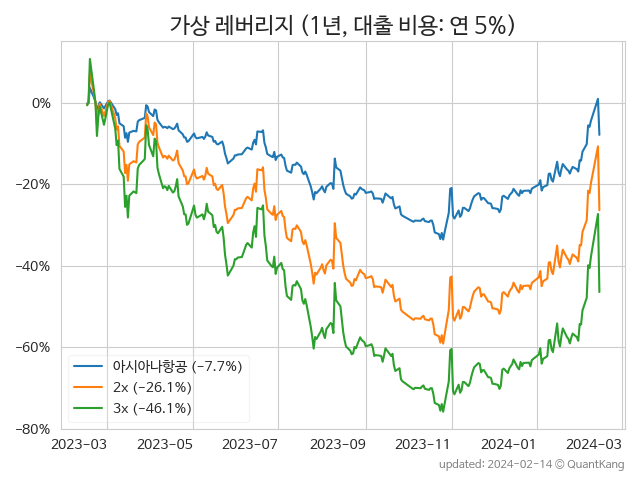 가상 레버리지 (1년, 대출 비용: 연 5%)
0%
−20%
−40%
−60%
−80%
아시아나항공 (−7.7%)
2x (−26.1%)
3x (−46.1%)
2023−03 2023−05 2023−07 2023−09 2023−11 2024−01 2024−03
updated: 2024−02−14 © QuantKang